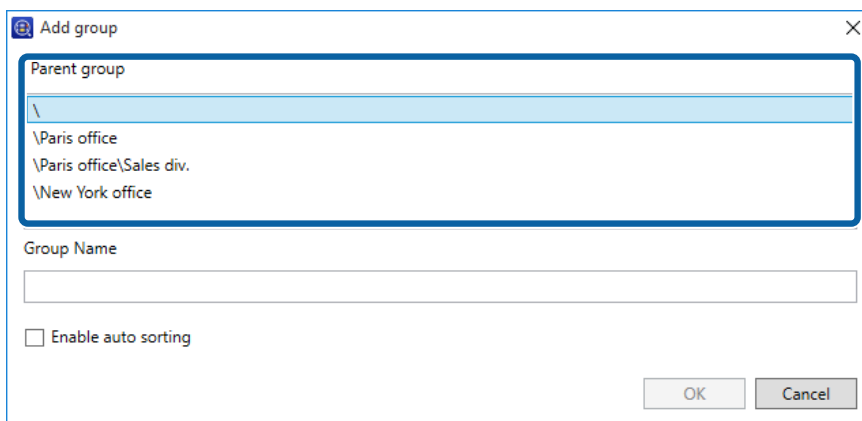 Add group
Parent group
\
\Paris office
\Paris office\Sales div.
\New York office
Group Name
Enable auto sorting
OK Cancel